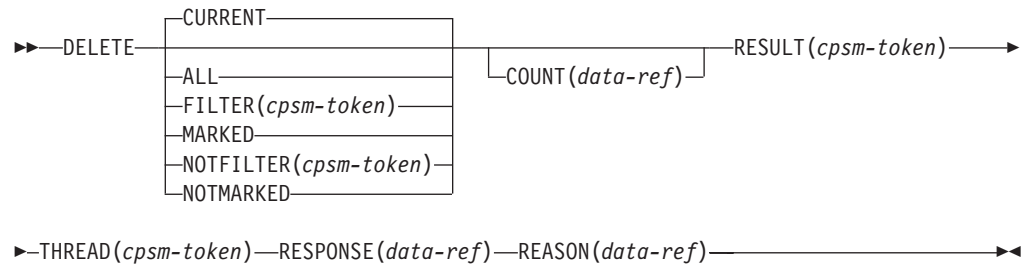 CURRENT
DELETE RESULT(cpsm-token)
ALL COUNT(data-ref)
FILTER(cpsm-token)
MARKED
NOTFILTER(cpsm-token)
NOTMARKED
THREAD(cpsm-token) RESPONSE(data-ref) REASON(data-ref)